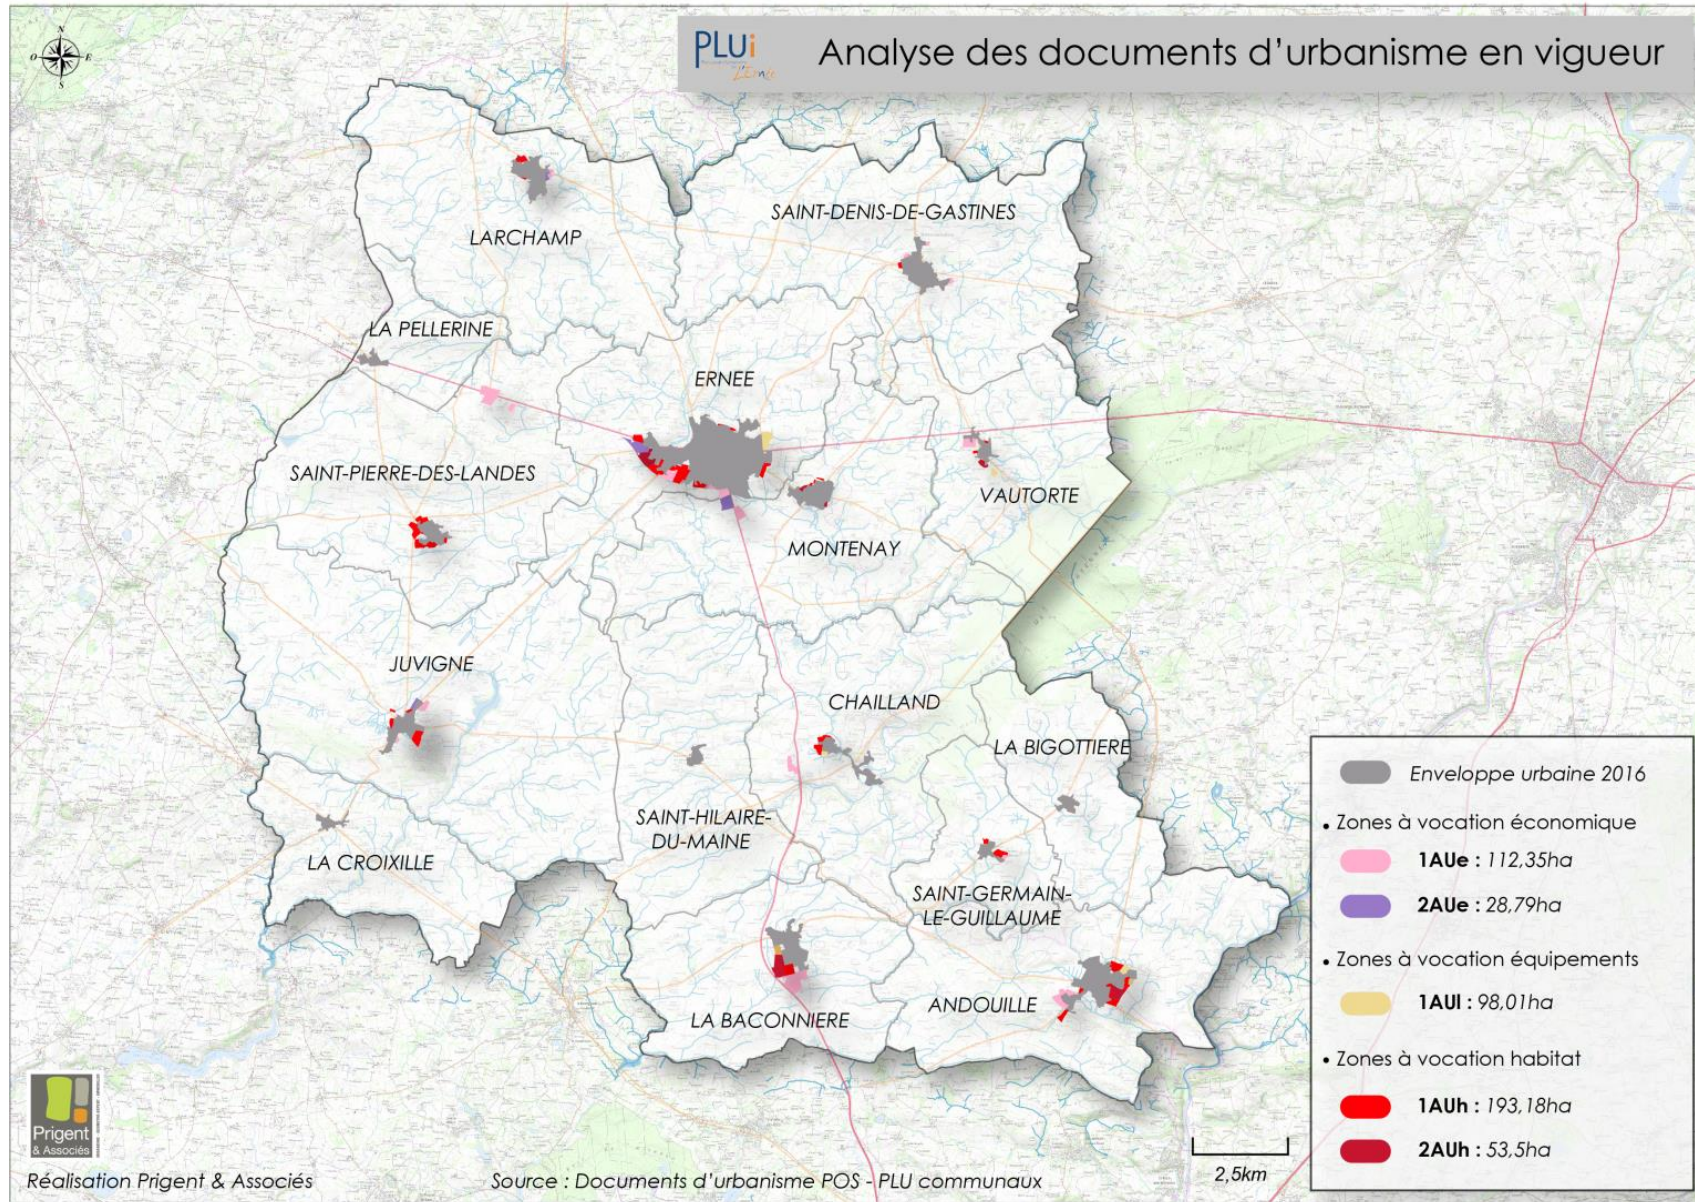 N
O
E
S
PLUi
L'Ernée
Analyse des documents d'urbanisme en vigueur
SAINT-DENIS-DE-GASTINES
LARCHAMP
LA PELLERINE
ERNEE
SAINT-PIERRE-DES-LANDES
VAUTORTE
MONTENAY
JUVIGNE
CHAILLAND
LA BIGOTTIERE
SAINT-HILAIRE-
DU-MAINE
LA CROIXILLE
SAINT-GERMAIN-
LE-GUILLAUME
ANDOUILLE
LA BACONNIERE
Enveloppe urbaine 2016
• Zones à vocation économique
1AUe : 112,35ha
2AUe : 28,79ha
• Zones à vocation équipements
1AUl : 98,01ha
• Zones à vocation habitat
1AUh : 193,18ha
2AUh : 53,5ha
Prigent
& Associés
Réalisation Prigent & Associés
Source : Documents d'urbanisme POS - PLU communaux
2,5km